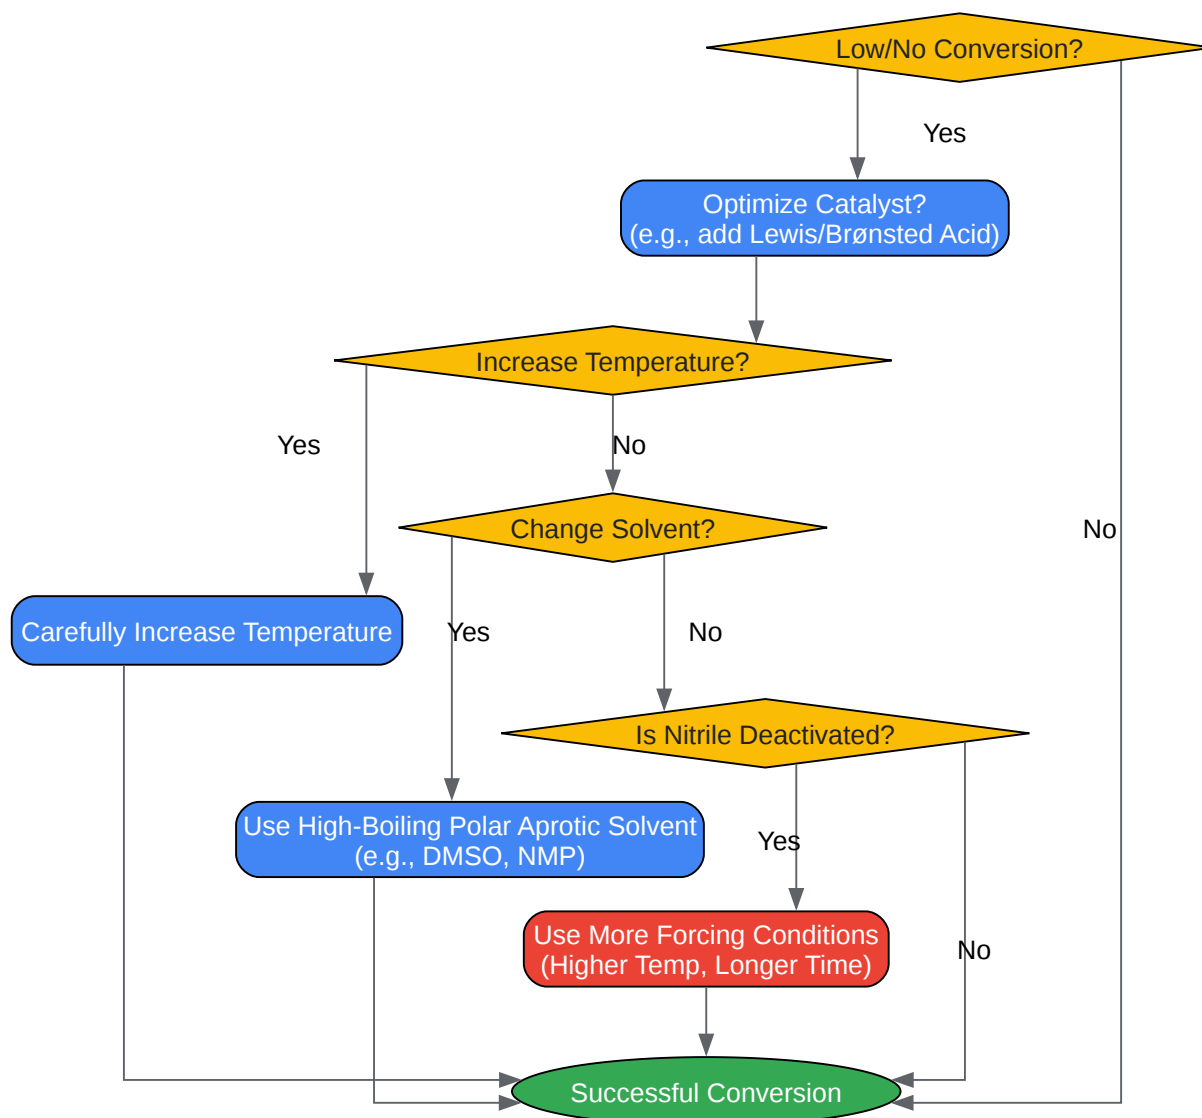 Low/No Conversion?
Yes
Optimize Catalyst?
(e.g., add Lewis/Brønsted Acid)
Increase Temperature?
Yes
No
Change Solvent?
No
Carefully Increase Temperature
Yes
No
Is Nitrile Deactivated?
Use High-Boiling Polar Aprotic Solvent
(e.g., DMSO, NMP)
Yes
Use More Forcing Conditions
(Higher Temp, Longer Time)
No
Successful Conversion